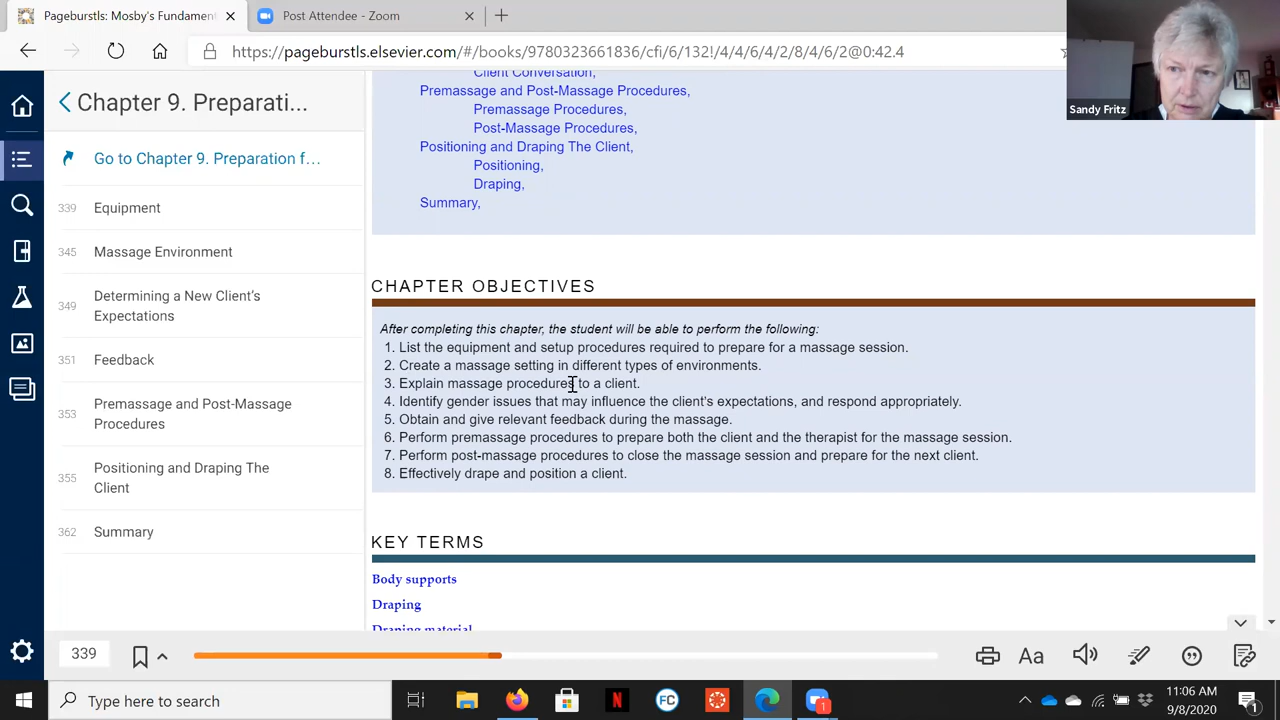 Pageburstls: Mosby's Fundament
Post Attendee - Zoom
https://pageburstls.elsevier.com/#/books/9780323661836/cfi/6/132!/4/4/6/4/2/8/4/6/2@0:42.4
Sandy Fritz
Chapter 9. Preparati...
Go to Chapter 9. Preparation f...
339 Equipment
345 Massage Environment
349 Determining a New Client's
Expectations
351 Feedback
353 Premassage and Post-Massage
Procedures
355 Positioning and Draping The
Client
362 Summary
Client Conversation,
Premassage and Post-Massage Procedures,
Premassage Procedures,
Post-Massage Procedures,
Positioning and Draping The Client,
Positioning,
Draping,
Summary,
CHAPTER OBJECTIVES
After completing this chapter, the student will be able to perform the following:
1. List the equipment and setup procedures required to prepare for a massage session.
2. Create a massage setting in different types of environments.
3. Explain massage procedures to a client.
4. Identify gender issues that may influence the client's expectations, and respond appropriately.
5. Obtain and give relevant feedback during the massage.
6. Perform premassage procedures to prepare both the client and the therapist for the massage session.
7. Perform post-massage procedures to close the massage session and prepare for the next client.
8. Effectively drape and position a client.
KEY TERMS
Body supports
Draping
Draping material
339
Aa
Type here to search
N
FC
1
11:06 AM
9/8/2020
1